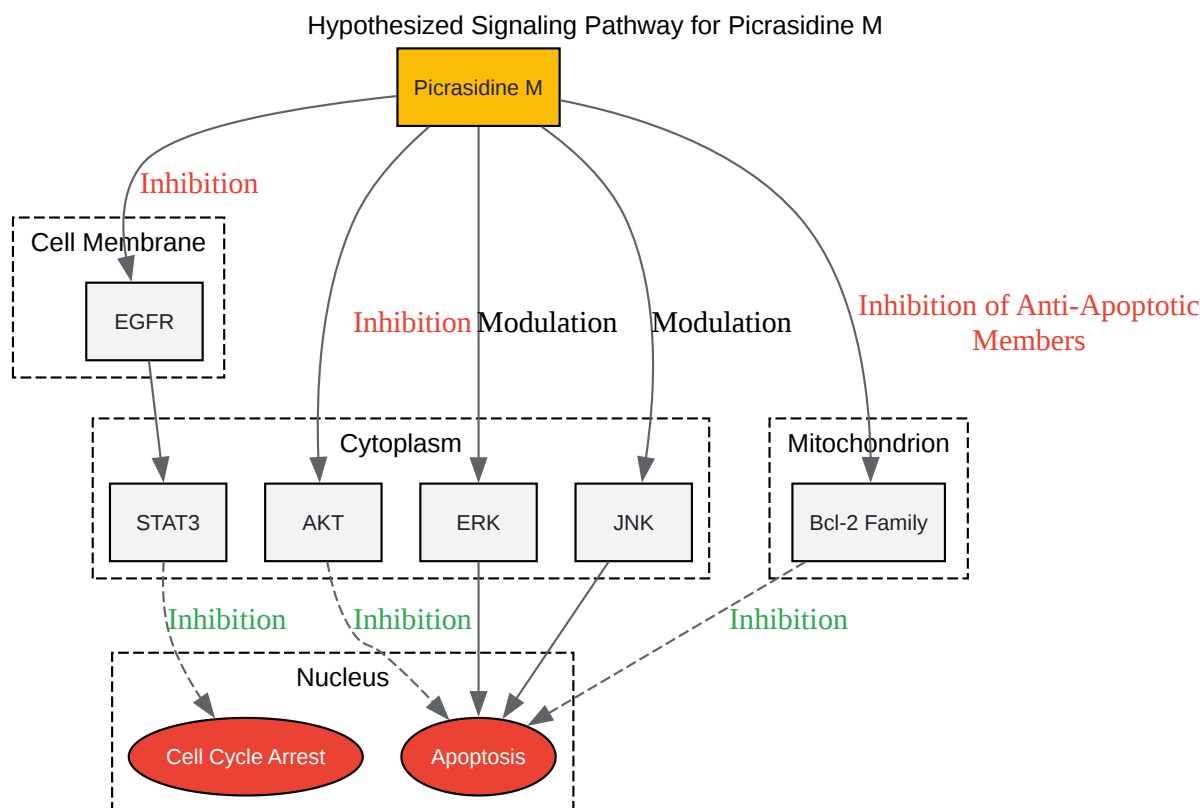 Hypothesized Signaling Pathway for Picrasidine M
Picrasidine M
Inhibition
Cell Membrane
EGFR
Inhibition
Modulation
Modulation
Inhibition of Anti-Apoptotic
Members
Cytoplasm
Mitochondrion
STAT3
AKT
ERK
JNK
Bcl-2 Family
Inhibition
Inhibition
Inhibition
Nucleus
Cell Cycle Arrest
Apoptosis